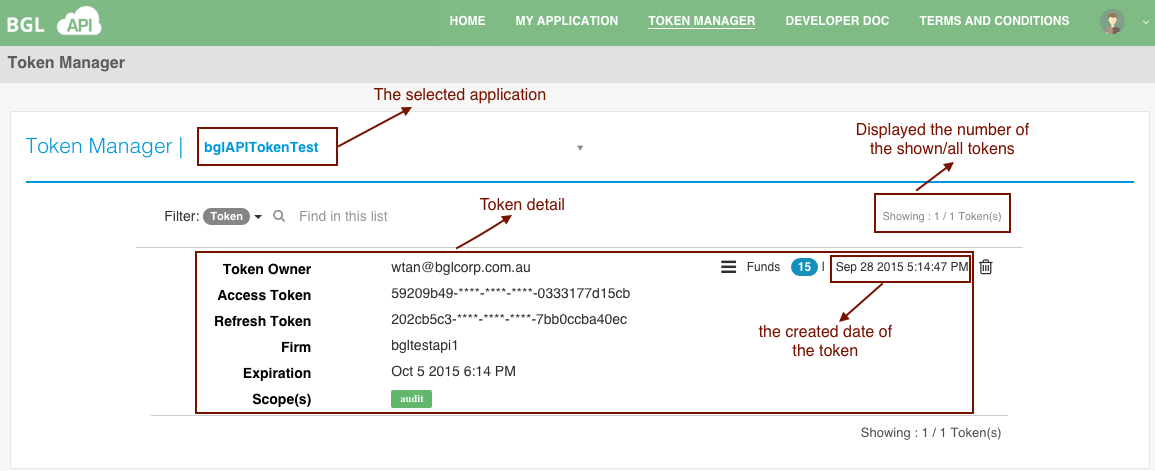 BGL API
HOME MY APPLICATION TOKEN MANAGER DEVELOPER DOC TERMS AND CONDITIONS
Token Manager
The selected application
Displayed the number of
the shown/all tokens
Token Manager | bglAPITokenTest
Token detail
Filter: Token Find in this list
Showing : 1 / 1 Token(s)
Token Owner wtan@bglcorp.com.au Funds 15 | Sep 28 2015 5:14:47 PM
Access Token 59209b49-****-****-****-0333177d15cb
Refresh Token 202cb5c3-****-****-****-7bb0ccba40ec
the created date of
the token
Firm bgltestapi1
Expiration Oct 5 2015 6:14 PM
Scope(s) audit
Showing : 1 / 1 Token(s)